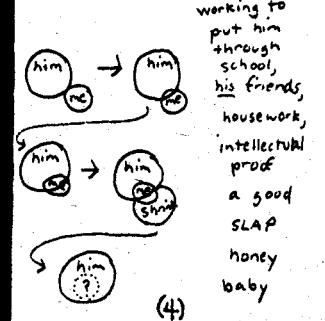 him
me
him
me
him
me
him
me
shrink
him
?
working to
put him
through
school,
his friends,
housework,
intellectual
proof
a good
SLAP
honey
baby
(4)